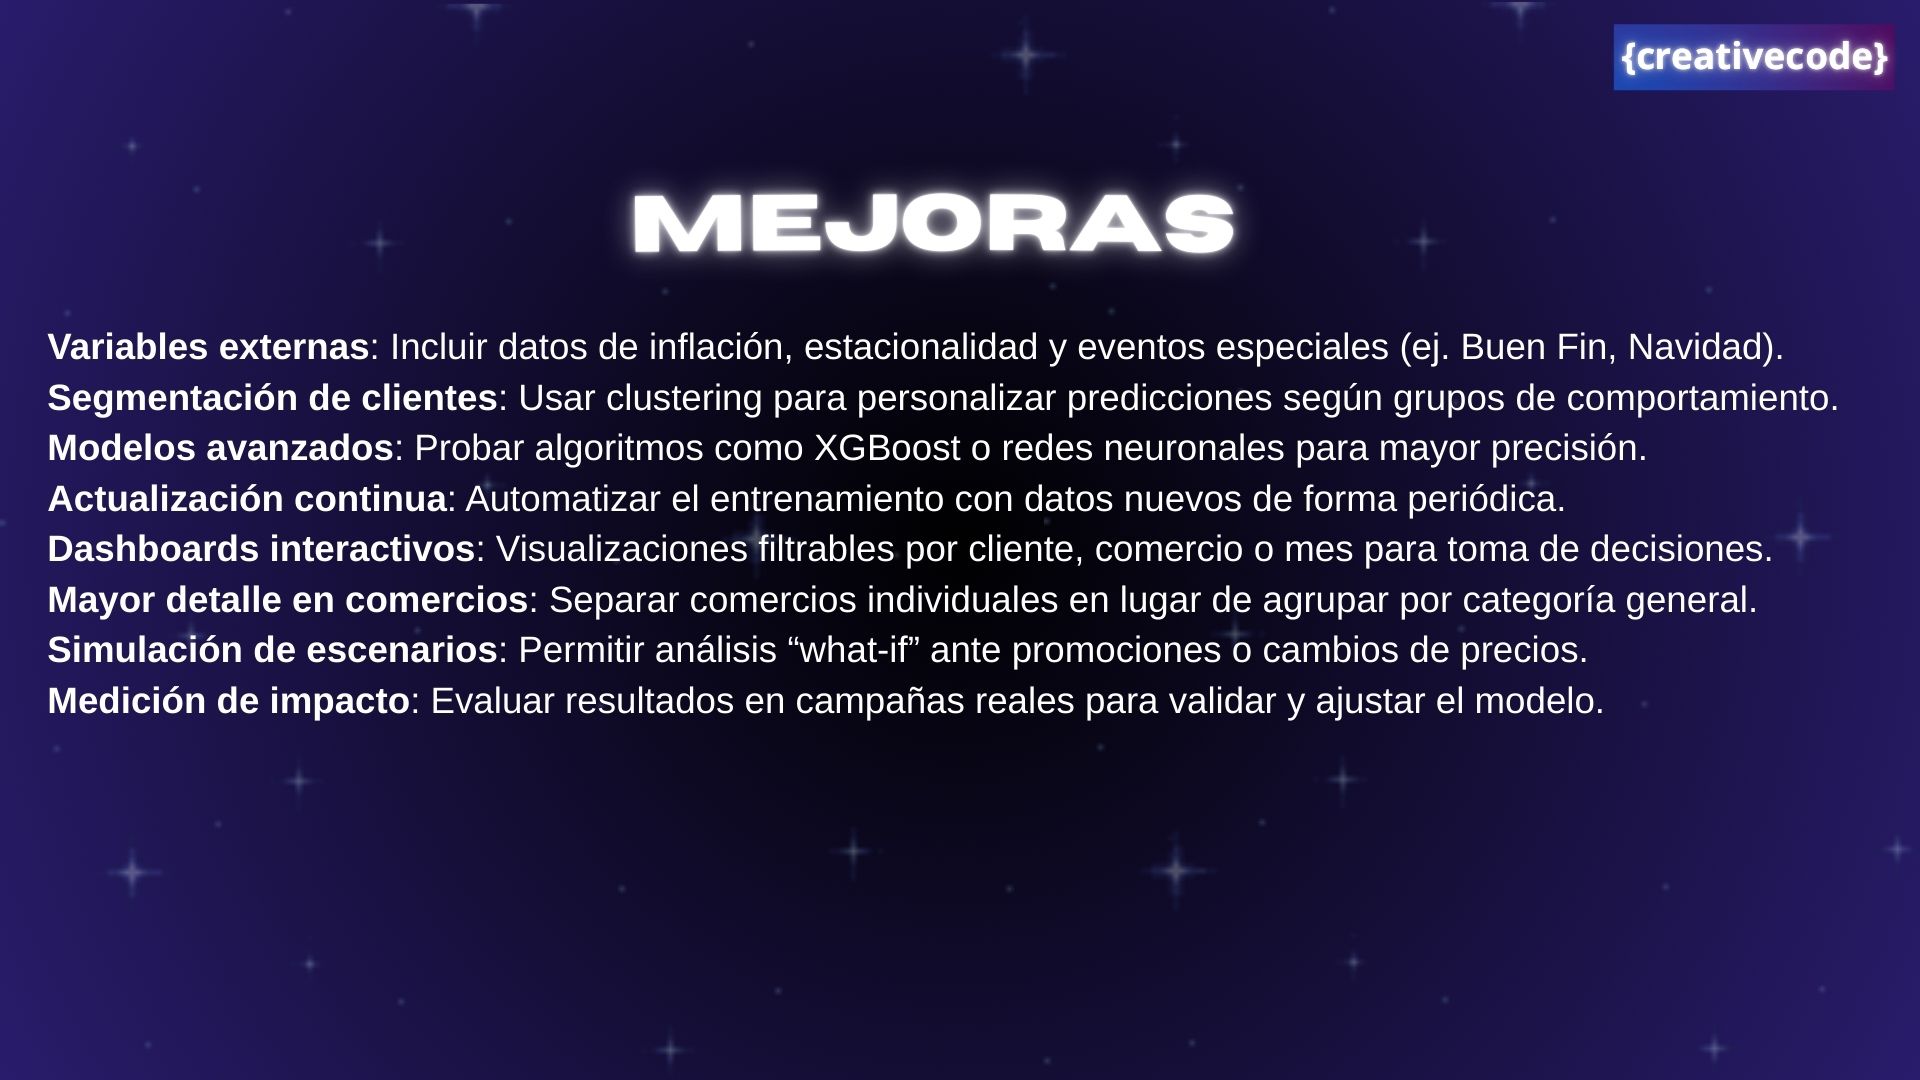 {creativecode}
MEJORAS
Variables externas: Incluir datos de inflación, estacionalidad y eventos especiales (ej. Buen Fin, Navidad).
Segmentación de clientes: Usar clustering para personalizar predicciones según grupos de comportamiento.
Modelos avanzados: Probar algoritmos como XGBoost o redes neuronales para mayor precisión.
Actualización continua: Automatizar el entrenamiento con datos nuevos de forma periódica.
Dashboards interactivos: Visualizaciones filtrables por cliente, comercio o mes para toma de decisiones.
Mayor detalle en comercios: Separar comercios individuales en lugar de agrupar por categoría general.
Simulación de escenarios: Permitir análisis “what-if” ante promociones o cambios de precios.
Medición de impacto: Evaluar resultados en campañas reales para validar y ajustar el modelo.